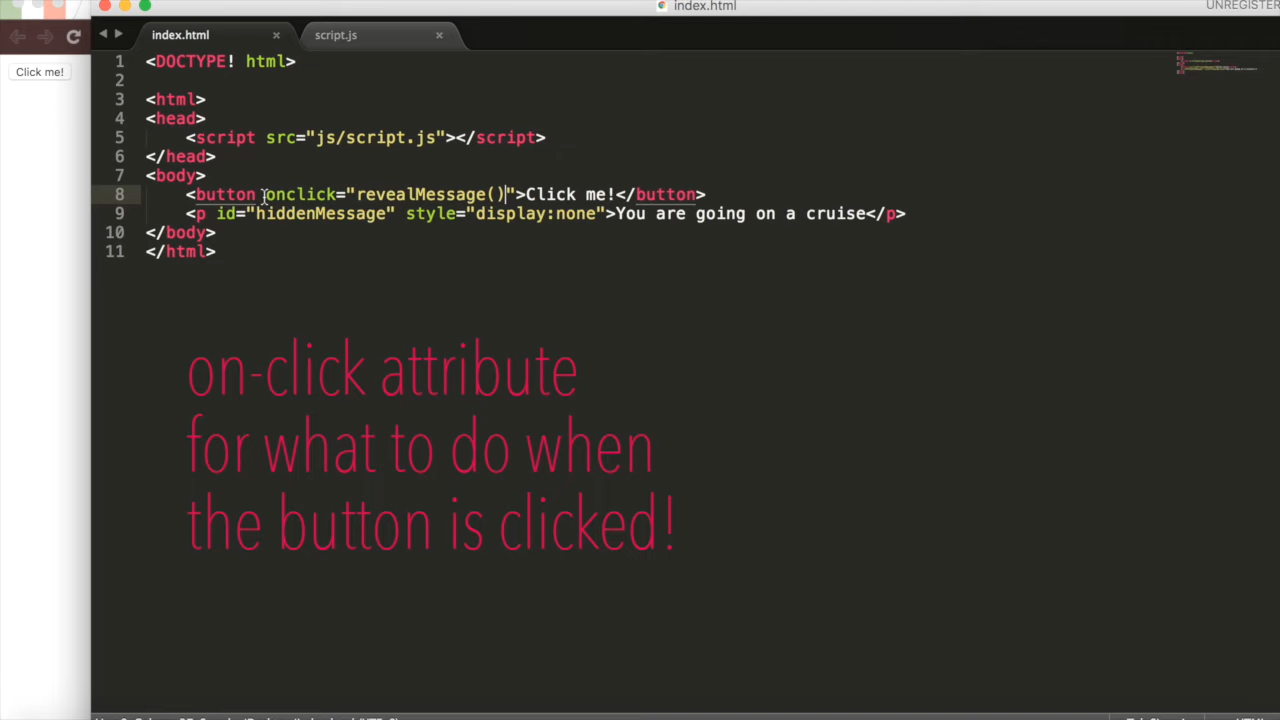 index.html
UNREGISTER
index.html
script.js
Click me!
1 <DOCTYPE! html>
2
3 <html>
4 <head>
5 <script src="js/script.js"></script>
6 </head>
7 <body>
8 <button onclick="revealMessage()">Click me!</button>
9 <p id="hiddenMessage" style="display:none">You are going on a cruise</p>
10 </body>
11 </html>
on-click attribute
for what to do when
the button is clicked!